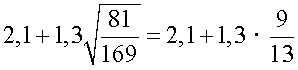 2,1 + 1,3√(81/169) = 2,1 + 1,3 · 9/13